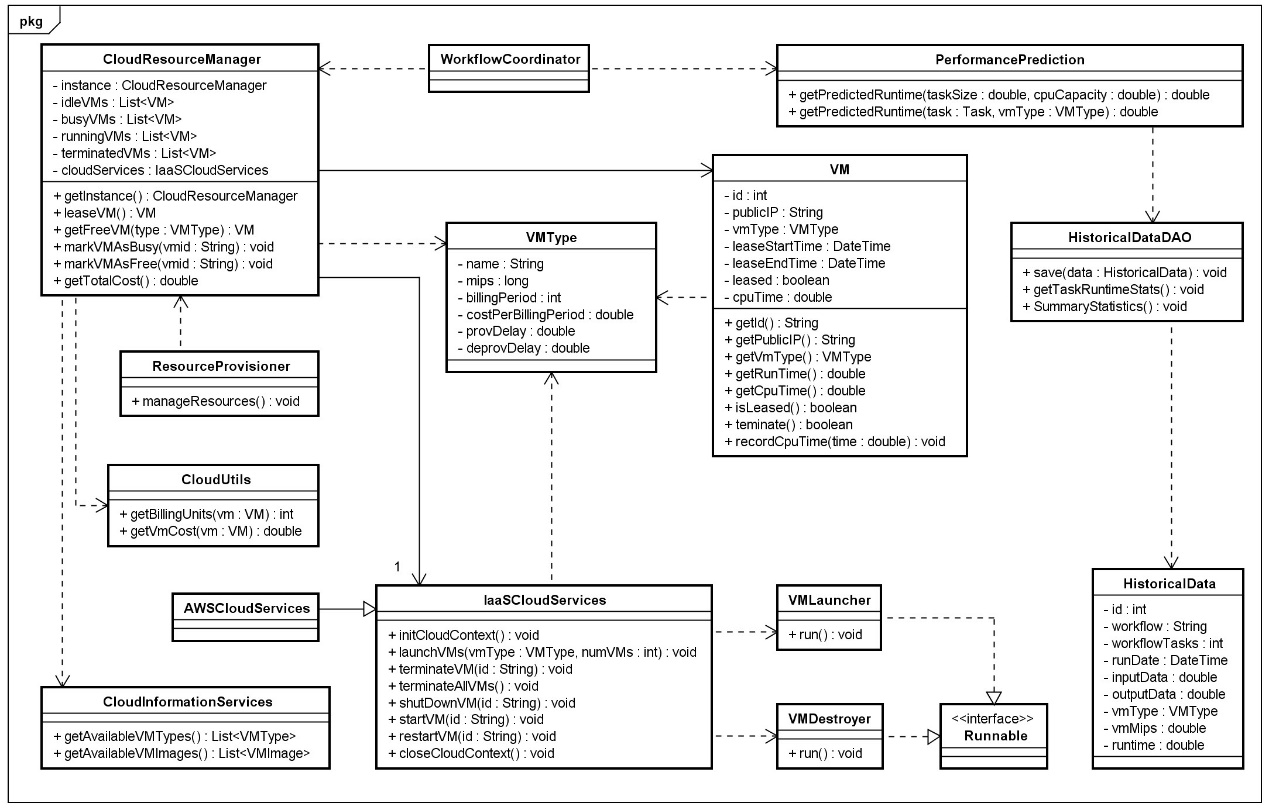 pkg
CloudResourceManager
- instance : CloudResourceManager
- idleVMs : List<VM>
- busyVMs : List<VM>
- runningVMs : List<VM>
- terminatedVMs : List<VM>
- cloudServices : IaaSCloudServices
+ getInstance() : CloudResourceManager
+ leaseVM() : VM
+ getFreeVM(type : VMType) : VM
+ markVMAsBusy(vmid : String) : void
+ markVMAsFree(vmid : String) : void
+ getTotalCost() : double
WorkflowCoordinator
PerformancePrediction
+ getPredictedRuntime(taskSize : double, cpuCapacity : double) : double
+ getPredictedRuntime(task : Task, vmType : VMType) : double
VM
- id : int
- publicIP : String
- vmType : VMType
- leaseStartTime : DateTime
- leaseEndTime : DateTime
- leased : boolean
- cpuTime : double
+ getId() : String
+ getPublicIP() : String
+ getVmType() : VMType
+ getRunTime() : double
+ getCpuTime() : double
+ isLeased() : boolean
+ teminate() : boolean
+ recordCpuTime(time : double) : void
VMType
- name : String
- mips : long
- billingPeriod : int
- costPerBillingPeriod : double
- provDelay : double
- deprovDelay : double
HistoricalDataDAO
+ save(data : HistoricalData) : void
+ getTaskRuntimeStats() : void
+ SummaryStatistics() : void
ResourceProvisioner
+ manageResources() : void
CloudUtils
+ getBillingUnits(vm : VM) : int
+ getVmCost(vm : VM) : double
1
AWSCloudServices
IaaSCloudServices
+ initCloudContext() : void
+ launchVMs(vmType : VMType, numVMs : int) : void
+ terminateVM(id : String) : void
+ terminateAllVMs() : void
+ shutDownVM(id : String) : void
+ startVM(id : String) : void
+ restartVM(id : String) : void
+ closeCloudContext() : void
VMLauncher
+ run() : void
HistoricalData
- id : int
- workflow : String
- workflowTasks : int
- runDate : DateTime
- inputData : double
- outputData : double
- vmType : VMType
- vmMips : double
- runtime : double
CloudInformationServices
+ getAvailableVMTypes() : List<VMType>
+ getAvailableVMImages() : List<VMImage>
VMDestroyer
+ run() : void
<<interface>>
Runnable